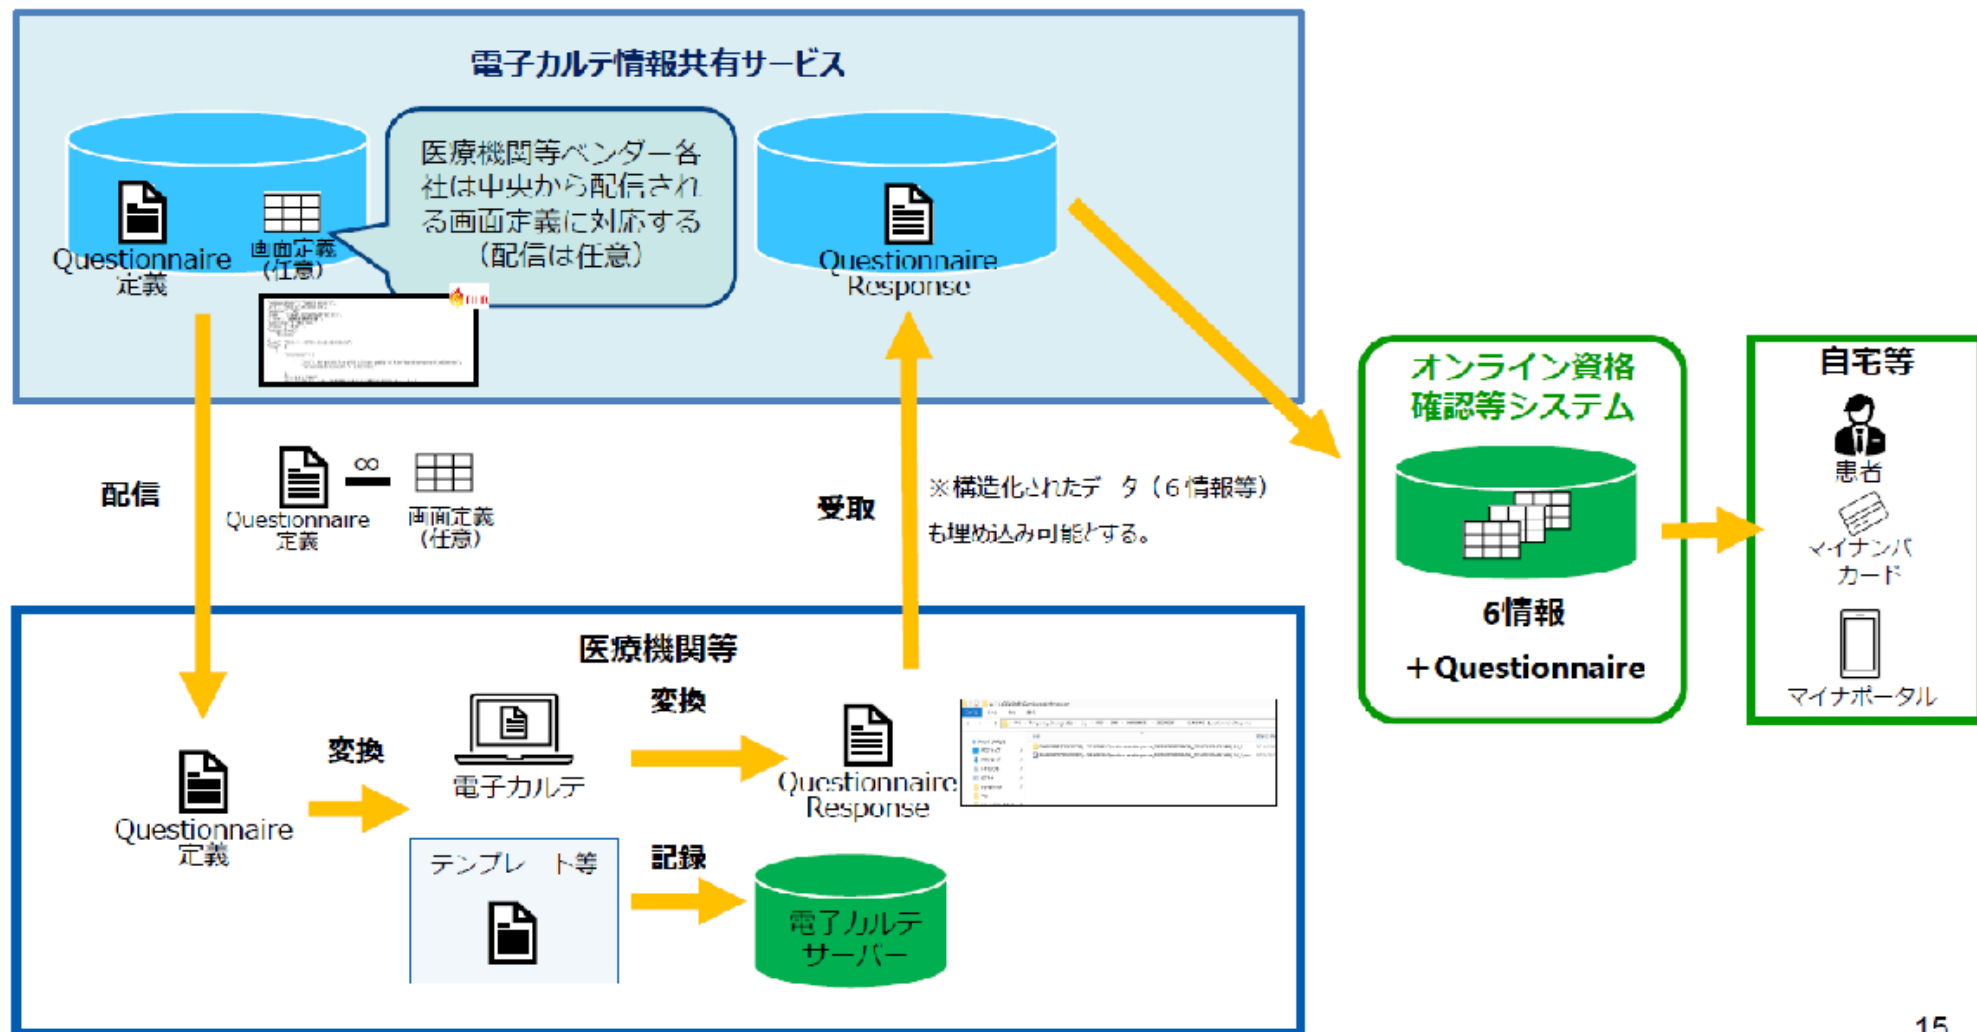 電子カルテ情報共有サービス
Questionnaire
定義
画面定義
(任意)
医療機関等ベンダー各
社は中央から配信され
る画面定義に対応する
（配信は任意）
Questionnaire
Response
配信
Questionnaire
定義
∞
画面定義
(任意)
受取
※構造化されたデータ（６情報等）
も埋め込み可能とする。
オンライン資格
確認等システム
6情報
＋Questionnaire
自宅等
患者
マイナンバ
カード
マイナポータル
医療機関等
Questionnaire
定義
変換
電子カルテ
変換
Questionnaire
Response
テンプレート等
記録
電子カルテ
サーバー
15